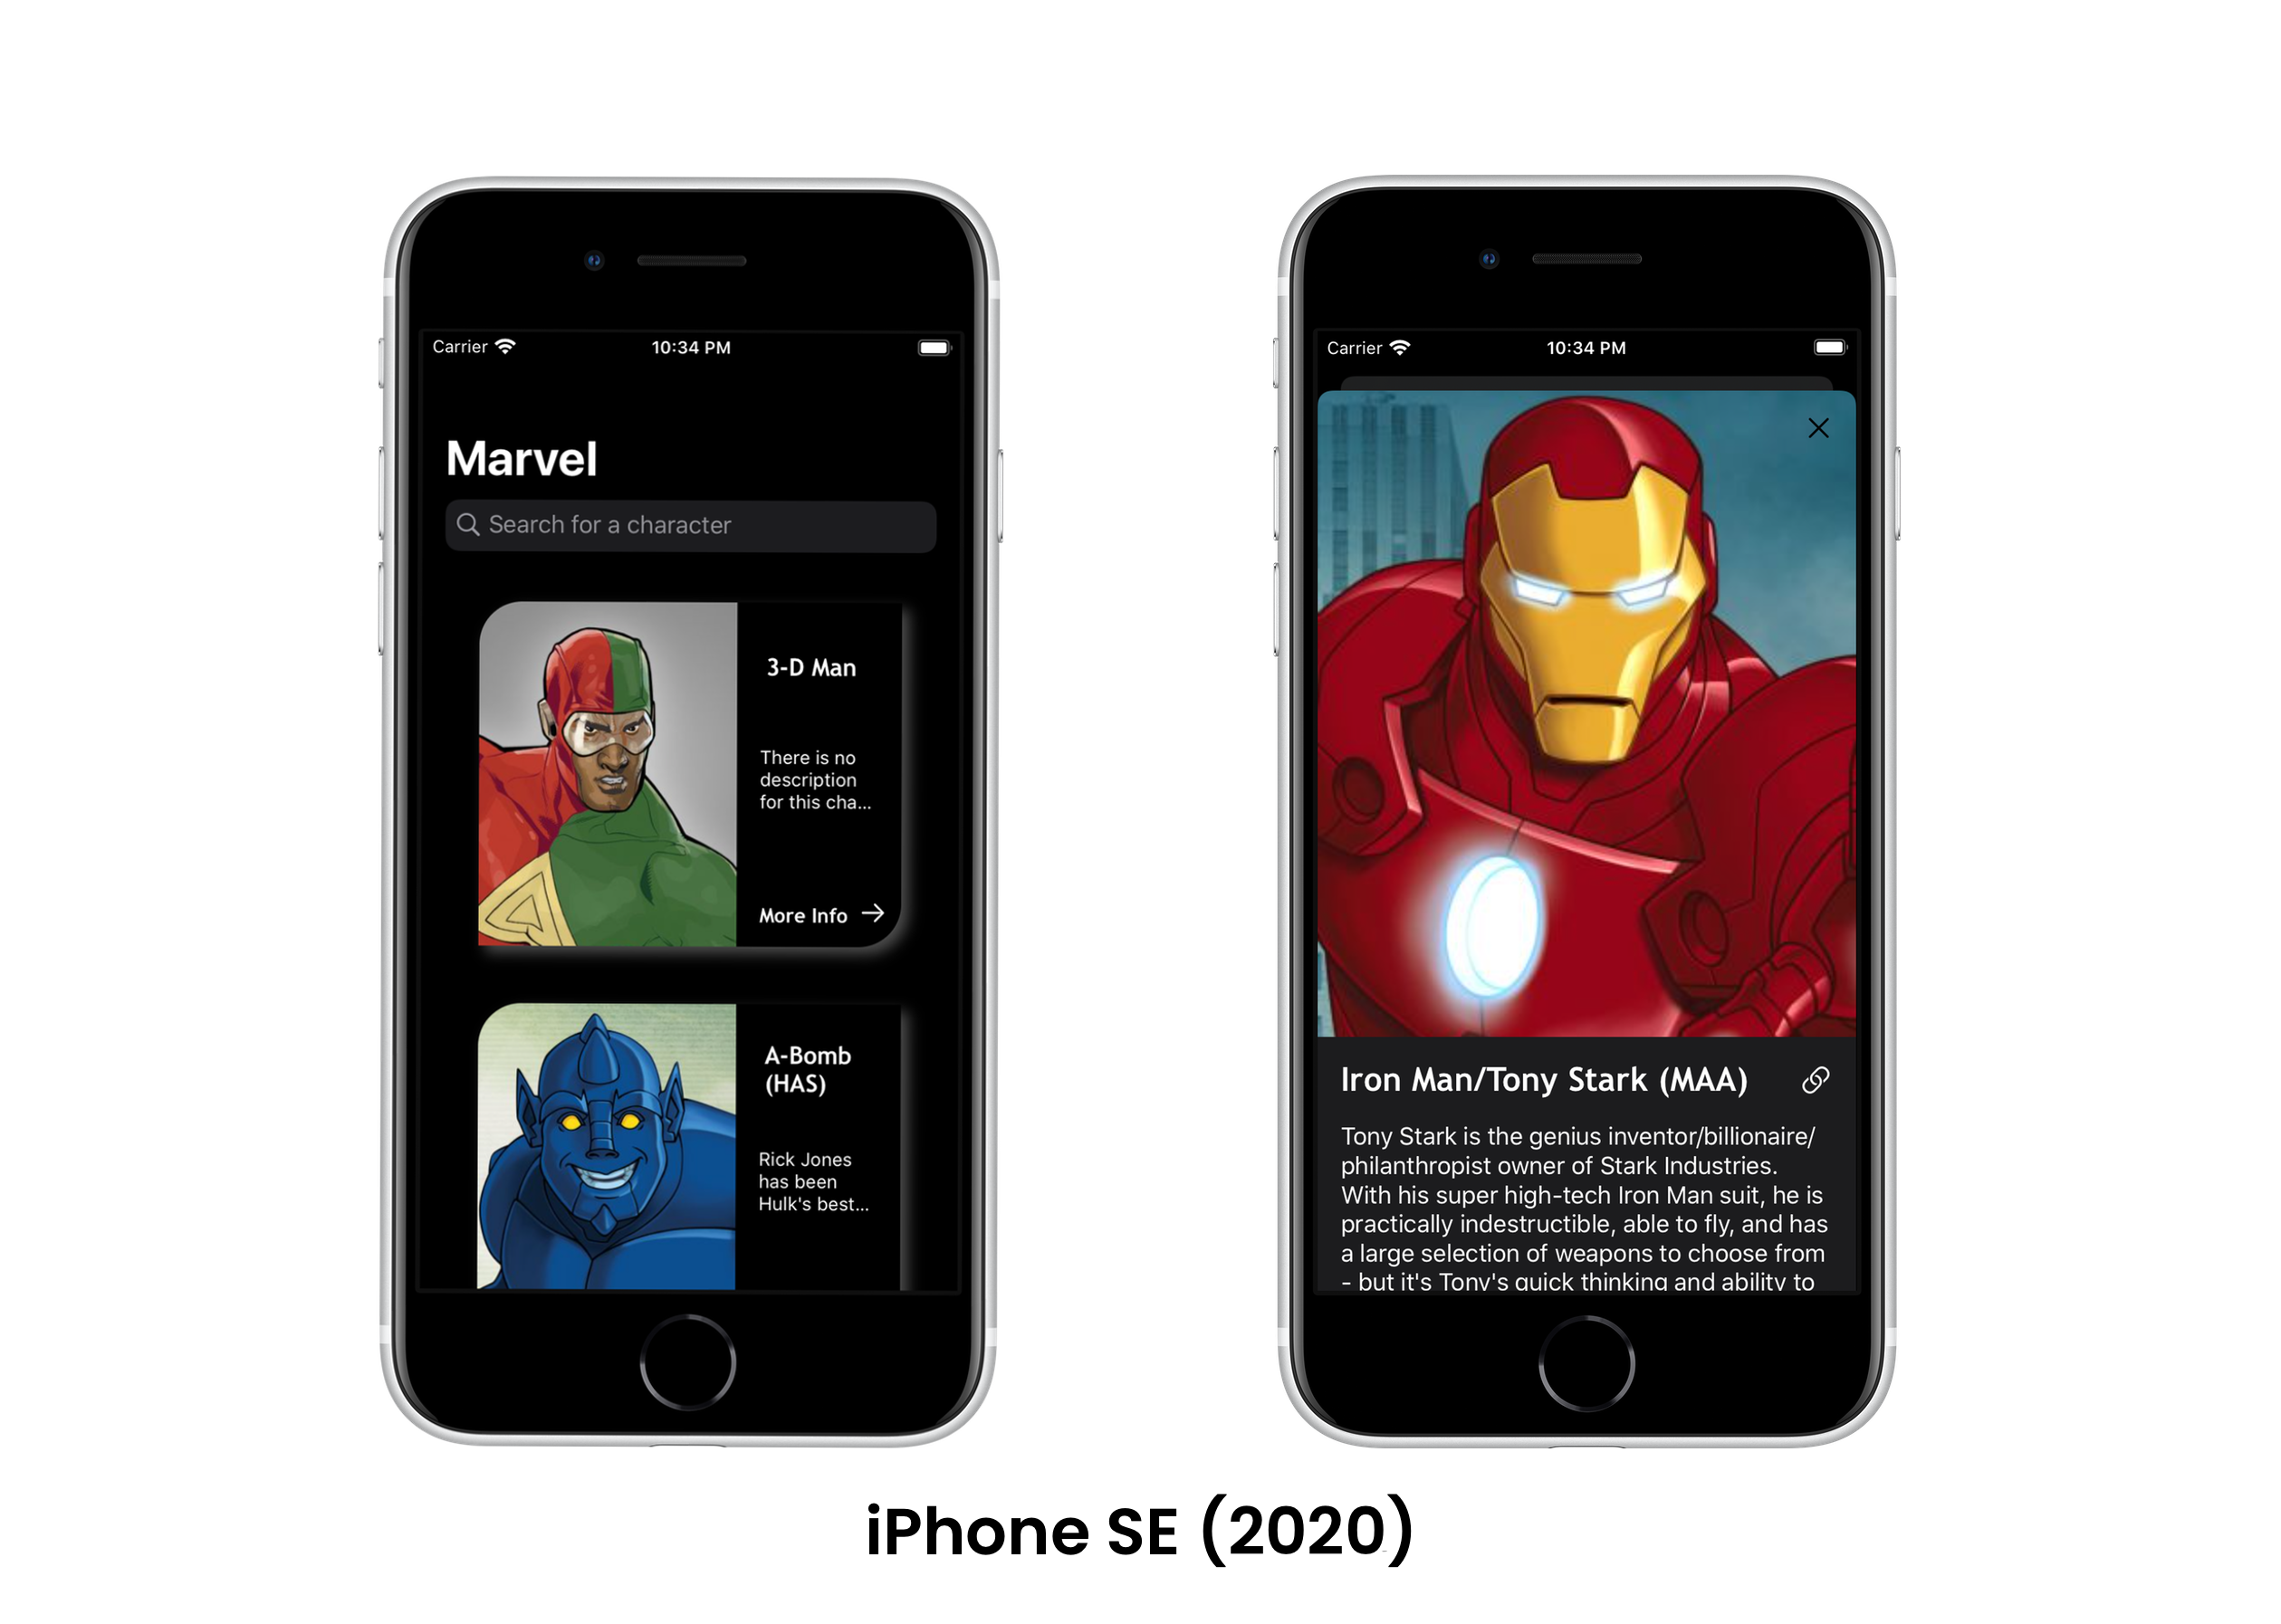 Carrier 10:34 PM
Marvel
Search for a character
3-D Man
There is no
description
for this cha...
More Info
A-Bomb
(HAS)
Rick Jones
has been
Hulk's best...
Carrier 10:34 PM
Iron Man/Tony Stark (MAA)
Tony Stark is the genius inventor/billionaire/
philanthropist owner of Stark Industries.
With his super high-tech Iron Man suit, he is
practically indestructible, able to fly, and has
a large selection of weapons to choose from
- but it's Tony's quick thinking and ability to
iPhone SE (2020)